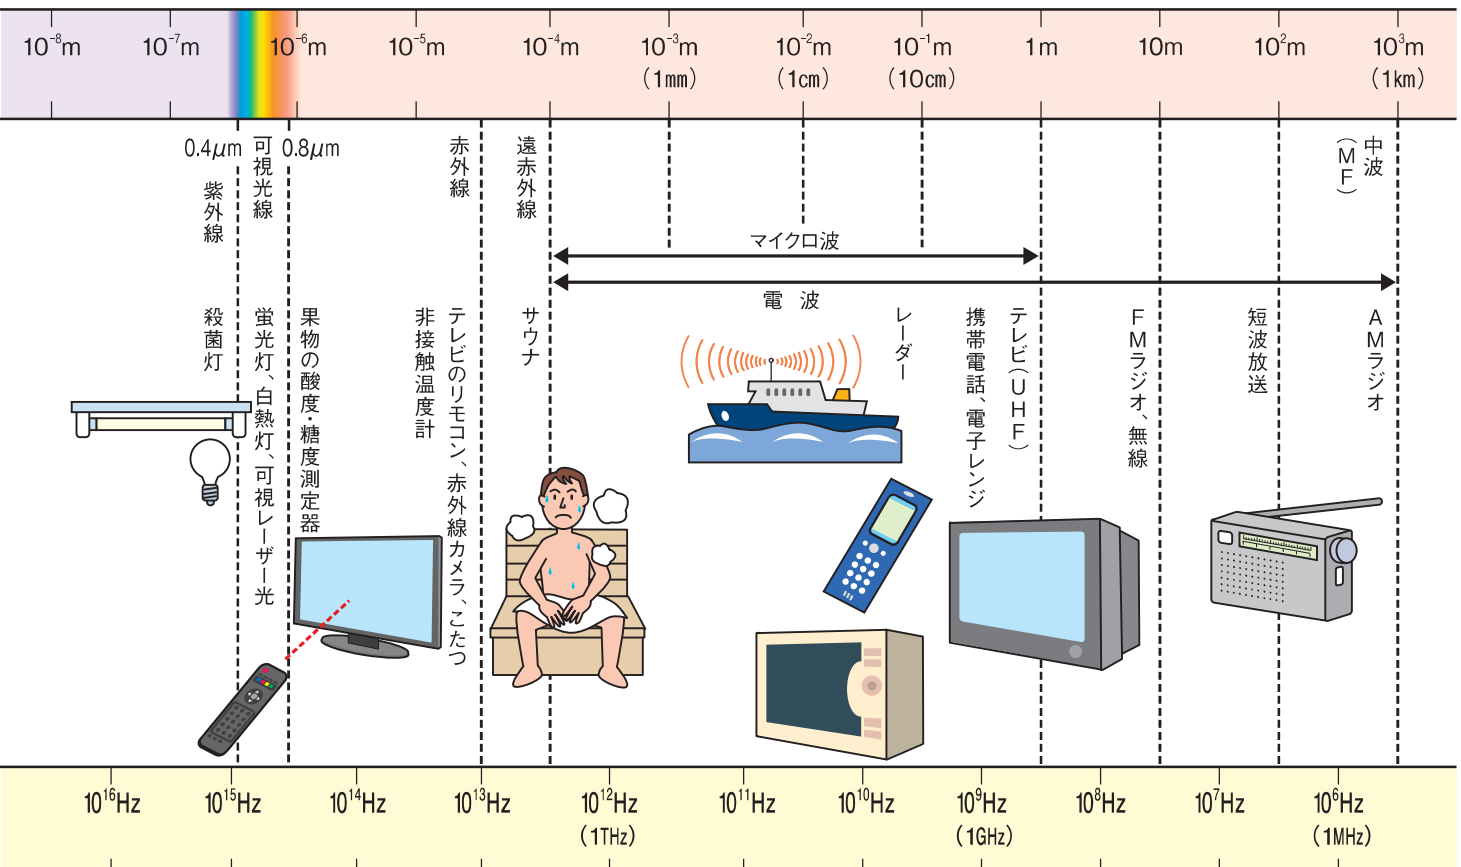 10⁻⁸m 10⁻⁷m 10⁻⁶m 10⁻⁵m 10⁻⁴m 10⁻³m 10⁻²m 10⁻¹m 1m 10m 10²m 10³m
(1mm) (1cm) (10cm) (1km)
0.4μm
可視光線
0.8μm
紫外線
赤外線
遠赤外線
中波
(MF)
マイクロ波
電 波
殺菌灯
蛍光灯、白熱灯、可視レーザー光
果物の酸度・糖度測定器
非接触温度計
テレビのリモコン、赤外線カメラ、こたつ
サウナ
レーダー
携帯電話、電子レンジ
テレビ(UHF)
FMラジオ、無線
短波放送
AMラジオ
10¹⁶Hz 10¹⁵Hz 10¹⁴Hz 10¹³Hz 10¹²Hz 10¹¹Hz 10¹⁰Hz 10⁹Hz 10⁸Hz 10⁷Hz 10⁶Hz
(1THz) (1GHz) (1MHz)